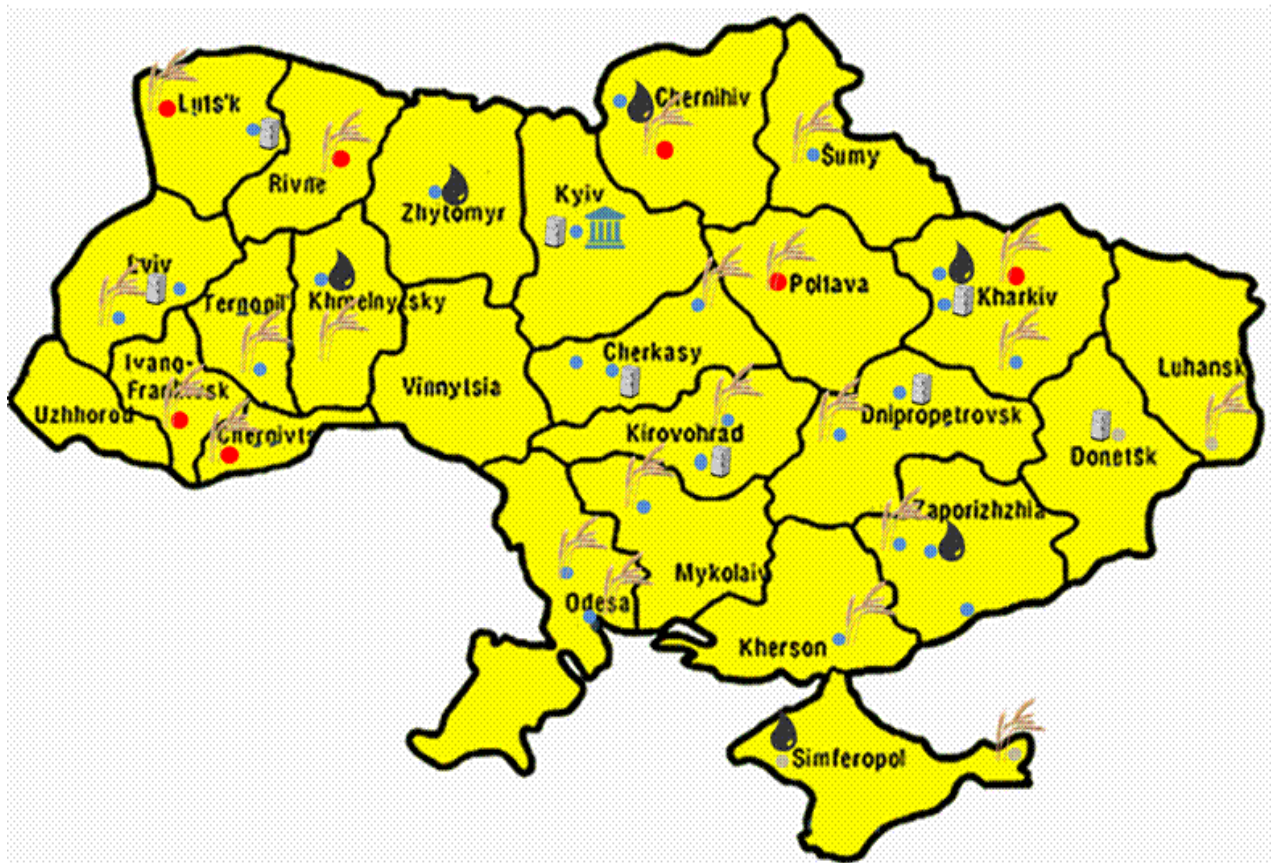 Luts'k
Chernihiv
Sumy
Rivne
Zhytomyr
Kyiv
Lviv
Ternopil'
Khmelnytsky
Poltava
Kharkiv
Ivano-
Frankivsk
Uzhhorod
Chernivts
Vinnytsia
Cherkasy
Luhansk
Kirovohrad
Dnipropetrovsk
Donetsk
Zaporizhzhia
Mykolaiv
Odesa
Kherson
Simferopol